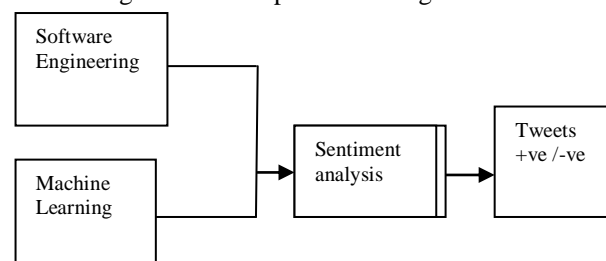 Software
Engineering
Machine
Learning
Sentiment
analysis
Tweets
+ve /-ve